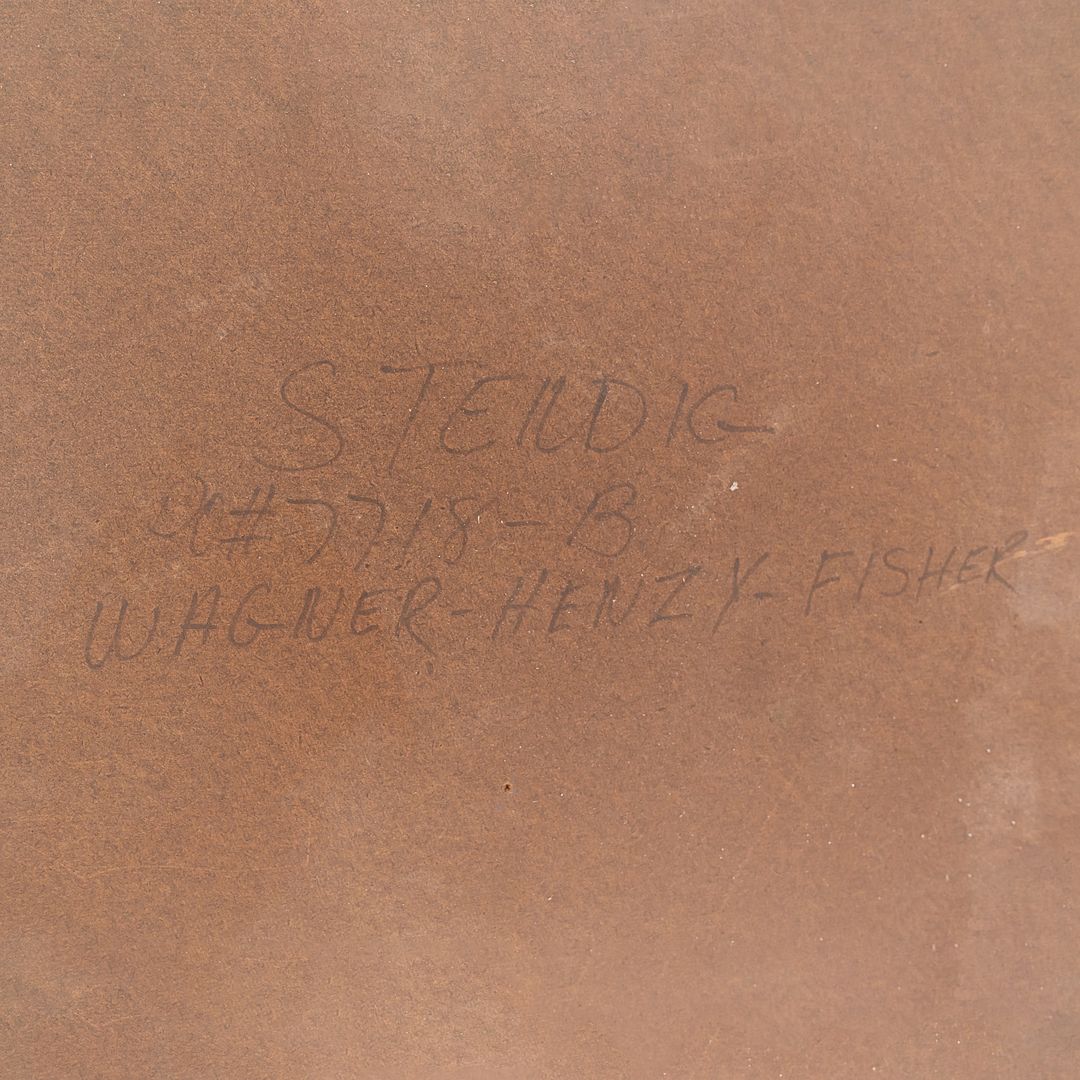 STENDIG
#7718-B
WAGNER-HENZY-FISHER